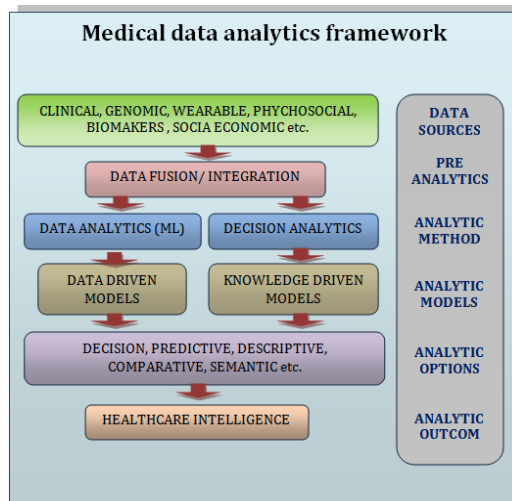 Medical data analytics framework
CLINICAL, GENOMIC, WEARABLE, PHYCHOSOCIAL,
BIOMAKERS , SOCIA ECONOMIC etc.
DATA
SOURCES
DATA FUSION/ INTEGRATION
PRE
ANALYTICS
DATA ANALYTICS (ML)
DECISION ANALYTICS
ANALYTIC
METHOD
DATA DRIVEN
MODELS
KNOWLEDGE DRIVEN
MODELS
ANALYTIC
MODELS
DECISION, PREDICTIVE, DESCRIPTIVE,
COMPARATIVE, SEMANTIC etc.
ANALYTIC
OPTIONS
HEALTHCARE INTELLIGENCE
ANALYTIC
OUTCOM